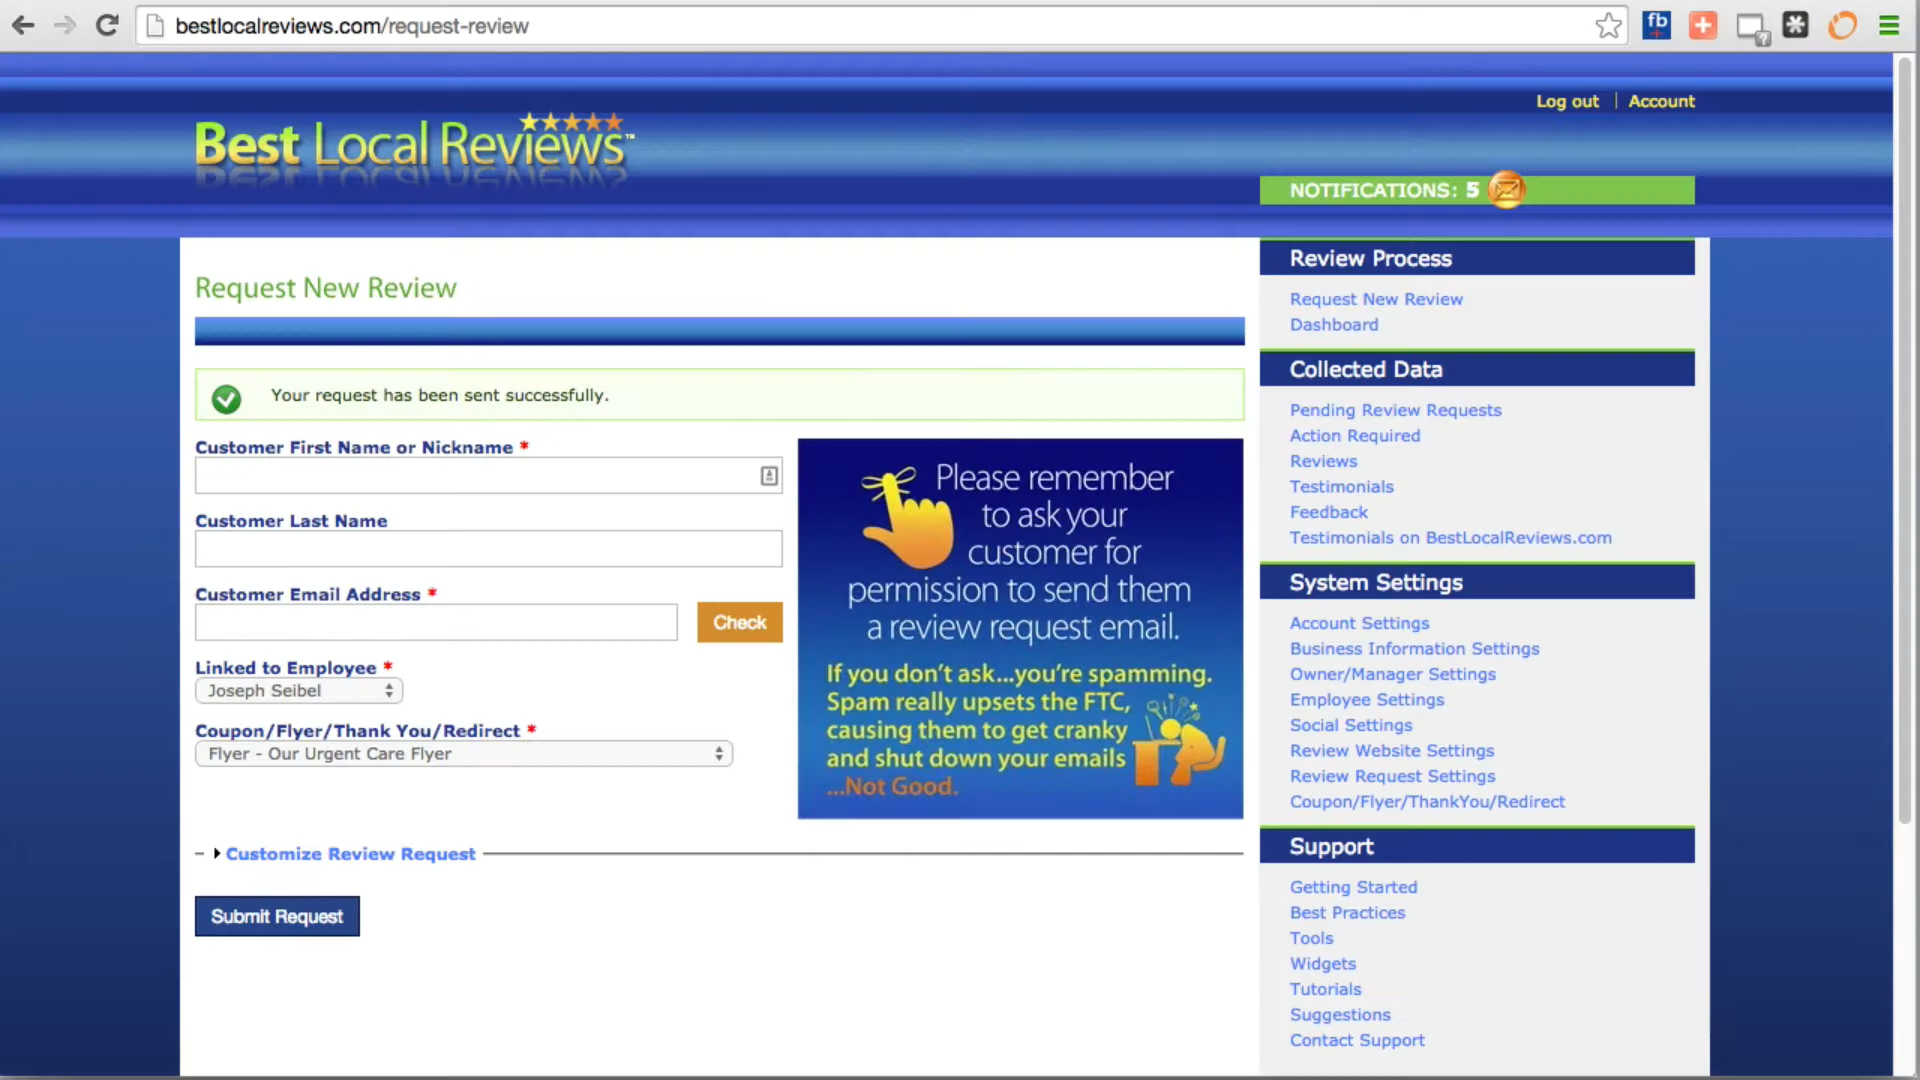 bestlocalreviews.com/request-review
fb
Log out | Account
Best Local Reviews™
NOTIFICATIONS: 5
Request New Review
Your request has been sent successfully.
Customer First Name or Nickname *
Customer Last Name
Customer Email Address *
Check
Linked to Employee *
Joseph Seibel
Coupon/Flyer/Thank You/Redirect *
Flyer - Our Urgent Care Flyer
Customize Review Request
Submit Request
Please remember
to ask your
customer for
permission to send them
a review request email.
If you don't ask...you're spamming.
Spam really upsets the FTC,
causing them to get cranky
and shut down your emails
...Not Good.
Review Process
Request New Review
Dashboard
Collected Data
Pending Review Requests
Action Required
Reviews
Testimonials
Feedback
Testimonials on BestLocalReviews.com
System Settings
Account Settings
Business Information Settings
Owner/Manager Settings
Employee Settings
Social Settings
Review Website Settings
Review Request Settings
Coupon/Flyer/ThankYou/Redirect
Support
Getting Started
Best Practices
Tools
Widgets
Tutorials
Suggestions
Contact Support